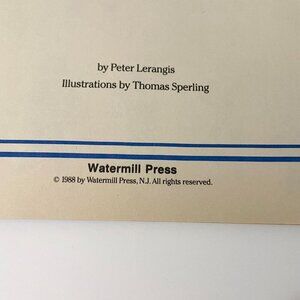 by Peter Lerangis
Illustrations by Thomas Sperling
Watermill Press
© 1988 by Watermill Press, N.J. All rights reserved.